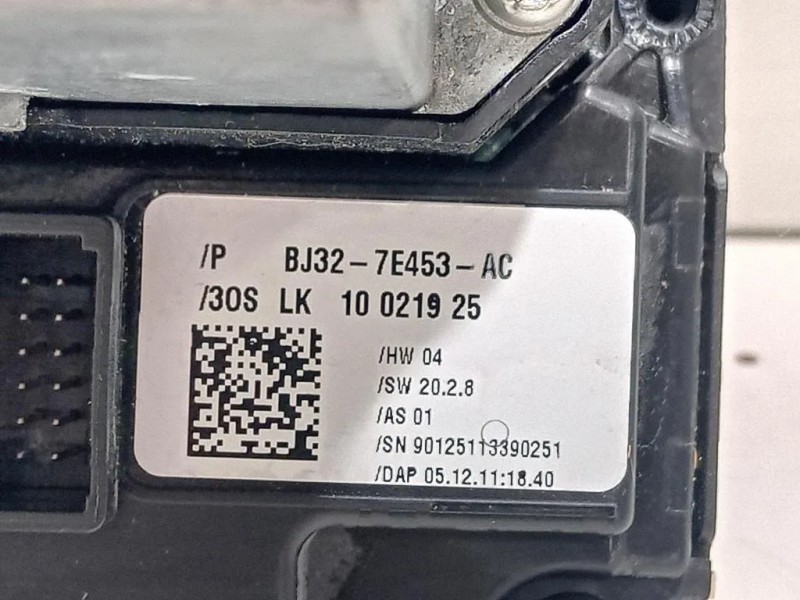 /P BJ32-7E453-AC
/3OS LK 10 0219 25
/HW 04
/SW 20.2.8
/AS 01
/SN 90125113390251
/DAP 05.12.11:18.40